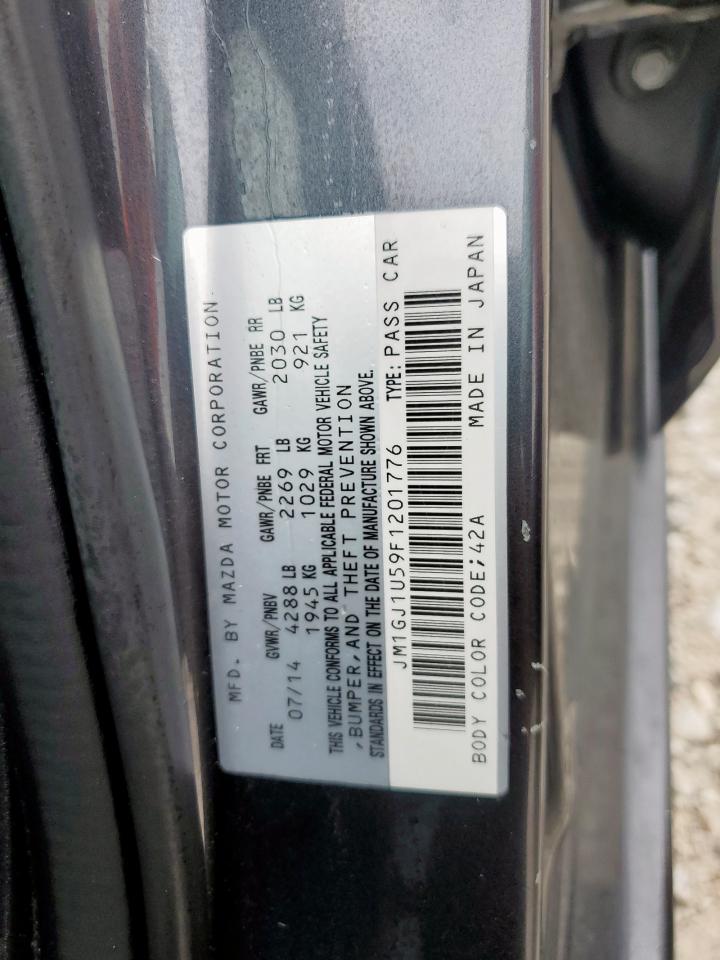 MFD. BY MAZDA MOTOR CORPORATION
DATE GVWR/PNBV GAWR/PNBE FRT GAWR/PNBE RR
07/14 4288 LB 2269 LB 2030 LB
1945 KG 1029 KG 921 KG
THIS VEHICLE CONFORMS TO ALL APPLICABLE FEDERAL MOTOR VEHICLE SAFETY
,BUMPER,AND THEFT PREVENTION
STANDARDS IN EFFECT ON THE DATE OF MANUFACTURE SHOWN ABOVE.
JM1GJ1U59F1201776 TYPE: PASS CAR
BODY COLOR CODE;42A MADE IN JAPAN